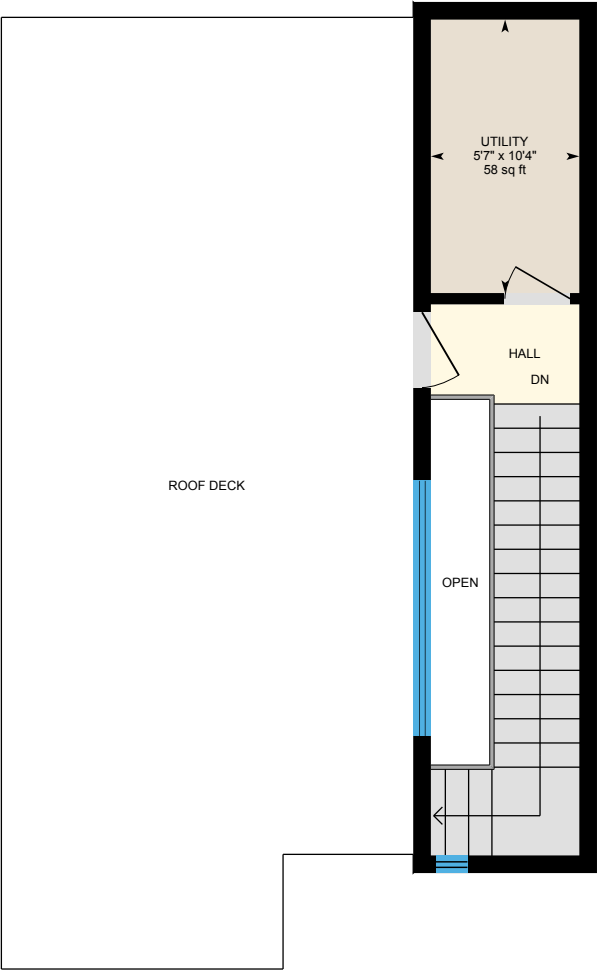 UTILITY
5'7" x 10'4"
58 sq ft
HALL
DN
ROOF DECK
OPEN